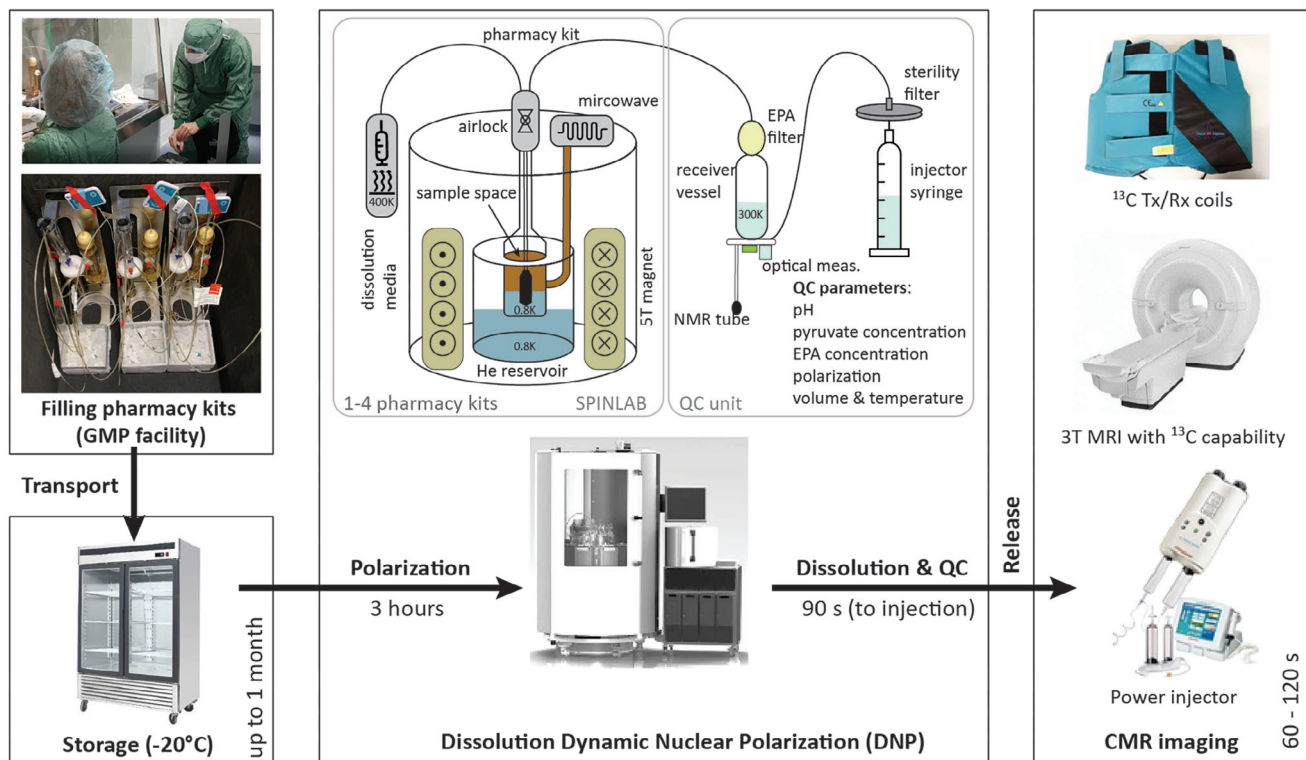 Filling pharmacy kits
(GMP facility)
Transport
Storage (-20°C)
up to 1 month
pharmacy kit
mircowave
airlock
sample space
400K
dissolution
media
5T magnet
0.8K
0.8K
He reservoir
1-4 pharmacy kits
SPINLAB
sterility
filter
EPA
filter
receiver
vessel
injector
syringe
300K
optical meas.
NMR tube
QC parameters:
pH
pyruvate concentration
EPA concentration
polarization
volume & temperature
QC unit
Polarization
3 hours
Dissolution & QC
90 s (to injection)
Dissolution Dynamic Nuclear Polarization (DNP)
Release
¹³C Tx/Rx coils
3T MRI with ¹³C capability
Power injector
CMR imaging
60 - 120 s